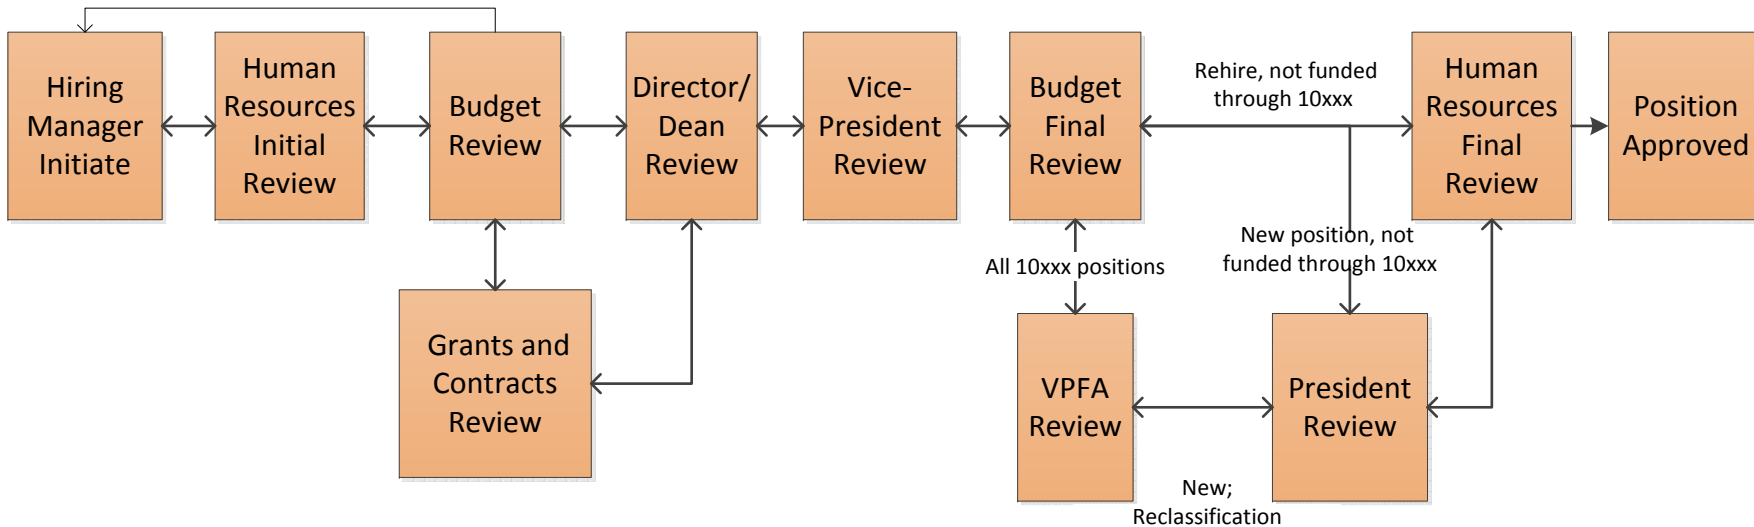 Hiring
Manager
Initiate
Human
Resources
Initial
Review
Budget
Review
Director/
Dean
Review
Vice-
President
Review
Budget
Final
Review
Rehire, not funded
through 10xxx
Human
Resources
Final
Review
Position
Approved
All 10xxx positions
New position, not
funded through 10xxx
Grants and
Contracts
Review
VPFA
Review
President
Review
New;
Reclassification